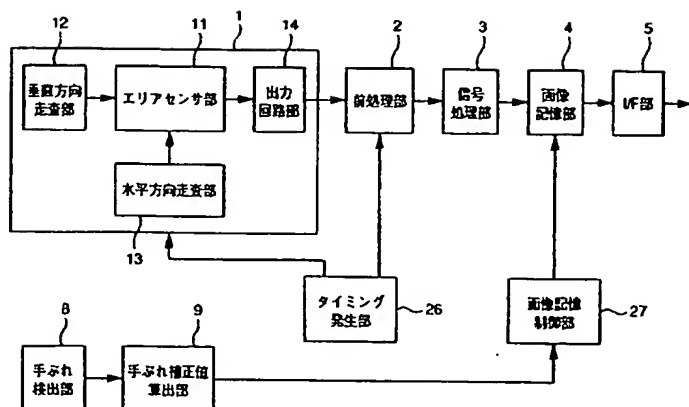 12
11
1
14
2
3
4
5
垂直方向
走査部
エリアセンサ部
出力
回路部
前処理部
信号
処理部
画像
記憶部
I/F部
水平方向走査部
13
タイミング
発生部
26
画像記憶
制御部
27
8
9
手ぶれ
検出部
手ぶれ補正値
算出部